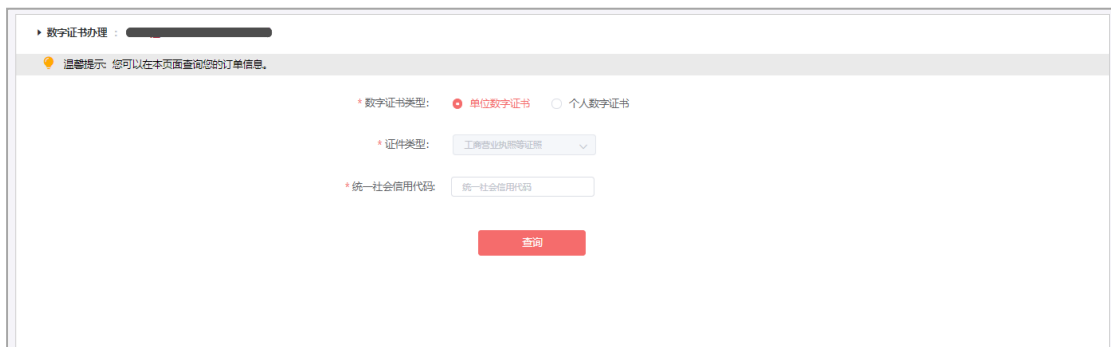 数字证书办理 :
温馨提示: 您可以在本页面查询您的订单信息。
* 数字证书类型: 单位数字证书 个人数字证书
* 证件类型: 工商营业执照等证照
* 统一社会信用代码: 统一社会信用代码
查询